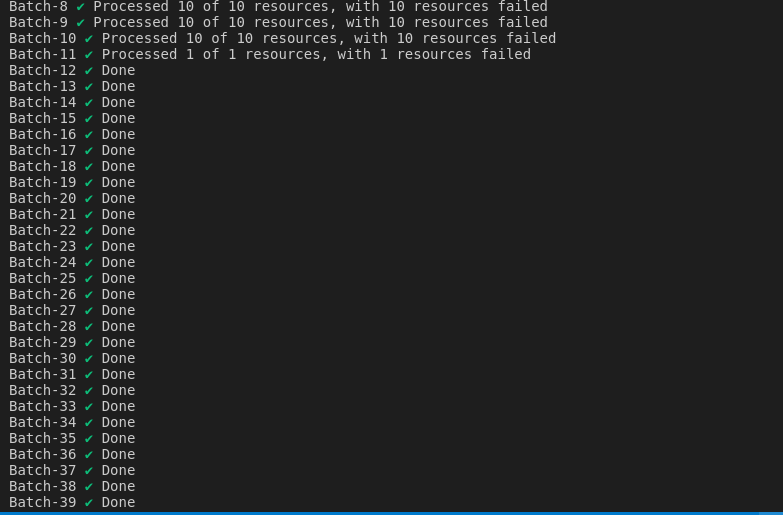 Batch-8 ✔ Processed 10 of 10 resources, with 10 resources failed
Batch-9 ✔ Processed 10 of 10 resources, with 10 resources failed
Batch-10 ✔ Processed 10 of 10 resources, with 10 resources failed
Batch-11 ✔ Processed 1 of 1 resources, with 1 resources failed
Batch-12 ✔ Done
Batch-13 ✔ Done
Batch-14 ✔ Done
Batch-15 ✔ Done
Batch-16 ✔ Done
Batch-17 ✔ Done
Batch-18 ✔ Done
Batch-19 ✔ Done
Batch-20 ✔ Done
Batch-21 ✔ Done
Batch-22 ✔ Done
Batch-23 ✔ Done
Batch-24 ✔ Done
Batch-25 ✔ Done
Batch-26 ✔ Done
Batch-27 ✔ Done
Batch-28 ✔ Done
Batch-29 ✔ Done
Batch-30 ✔ Done
Batch-31 ✔ Done
Batch-32 ✔ Done
Batch-33 ✔ Done
Batch-34 ✔ Done
Batch-35 ✔ Done
Batch-36 ✔ Done
Batch-37 ✔ Done
Batch-38 ✔ Done
Batch-39 ✔ Done